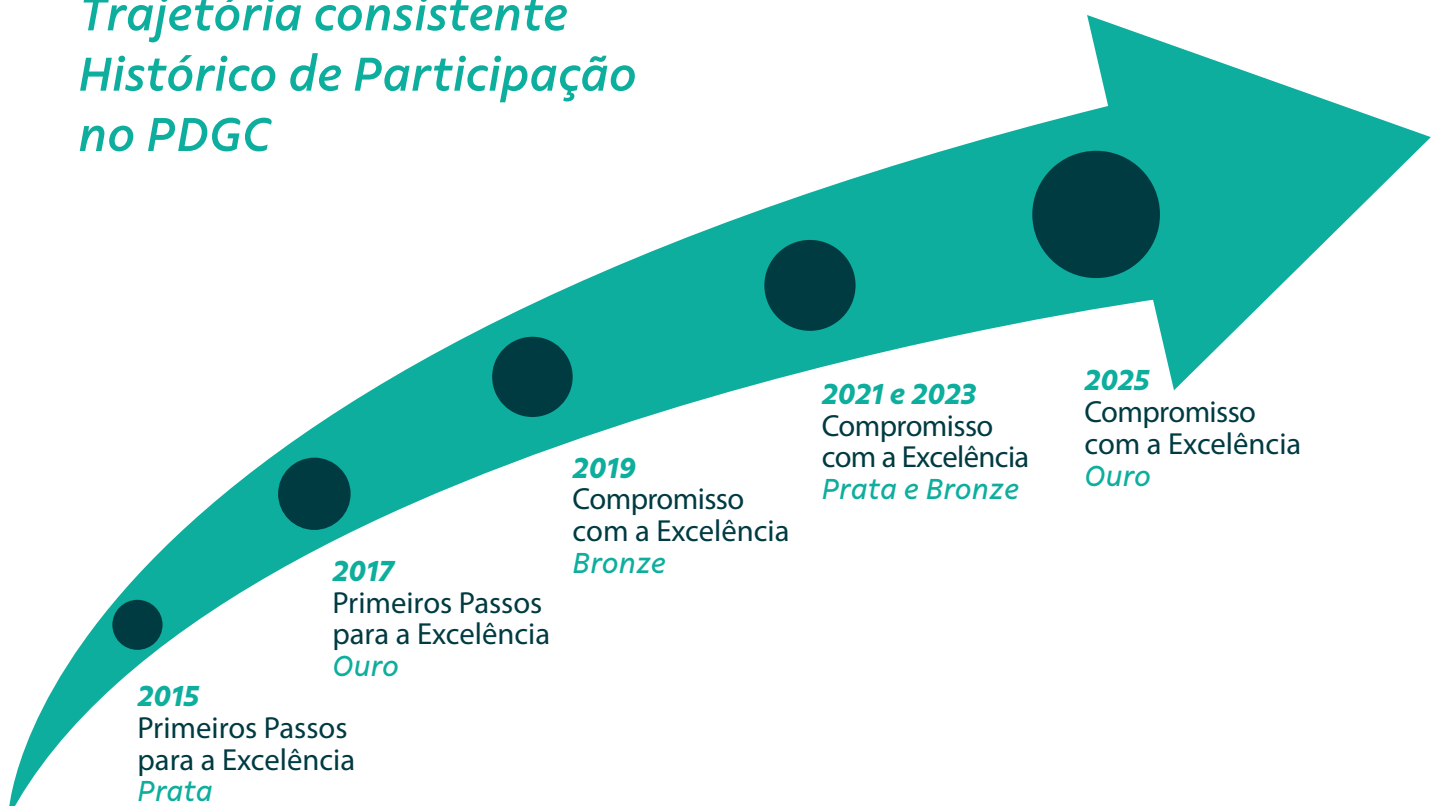 Trajetória consistente
Histórico de Participação
no PDGC
2015
Primeiros Passos
para a Excelência
Prata
2017
Primeiros Passos
para a Excelência
Ouro
2019
Compromisso
com a Excelência
Bronze
2021 e 2023
Compromisso
com a Excelência
Prata e Bronze
2025
Compromisso
com a Excelência
Ouro